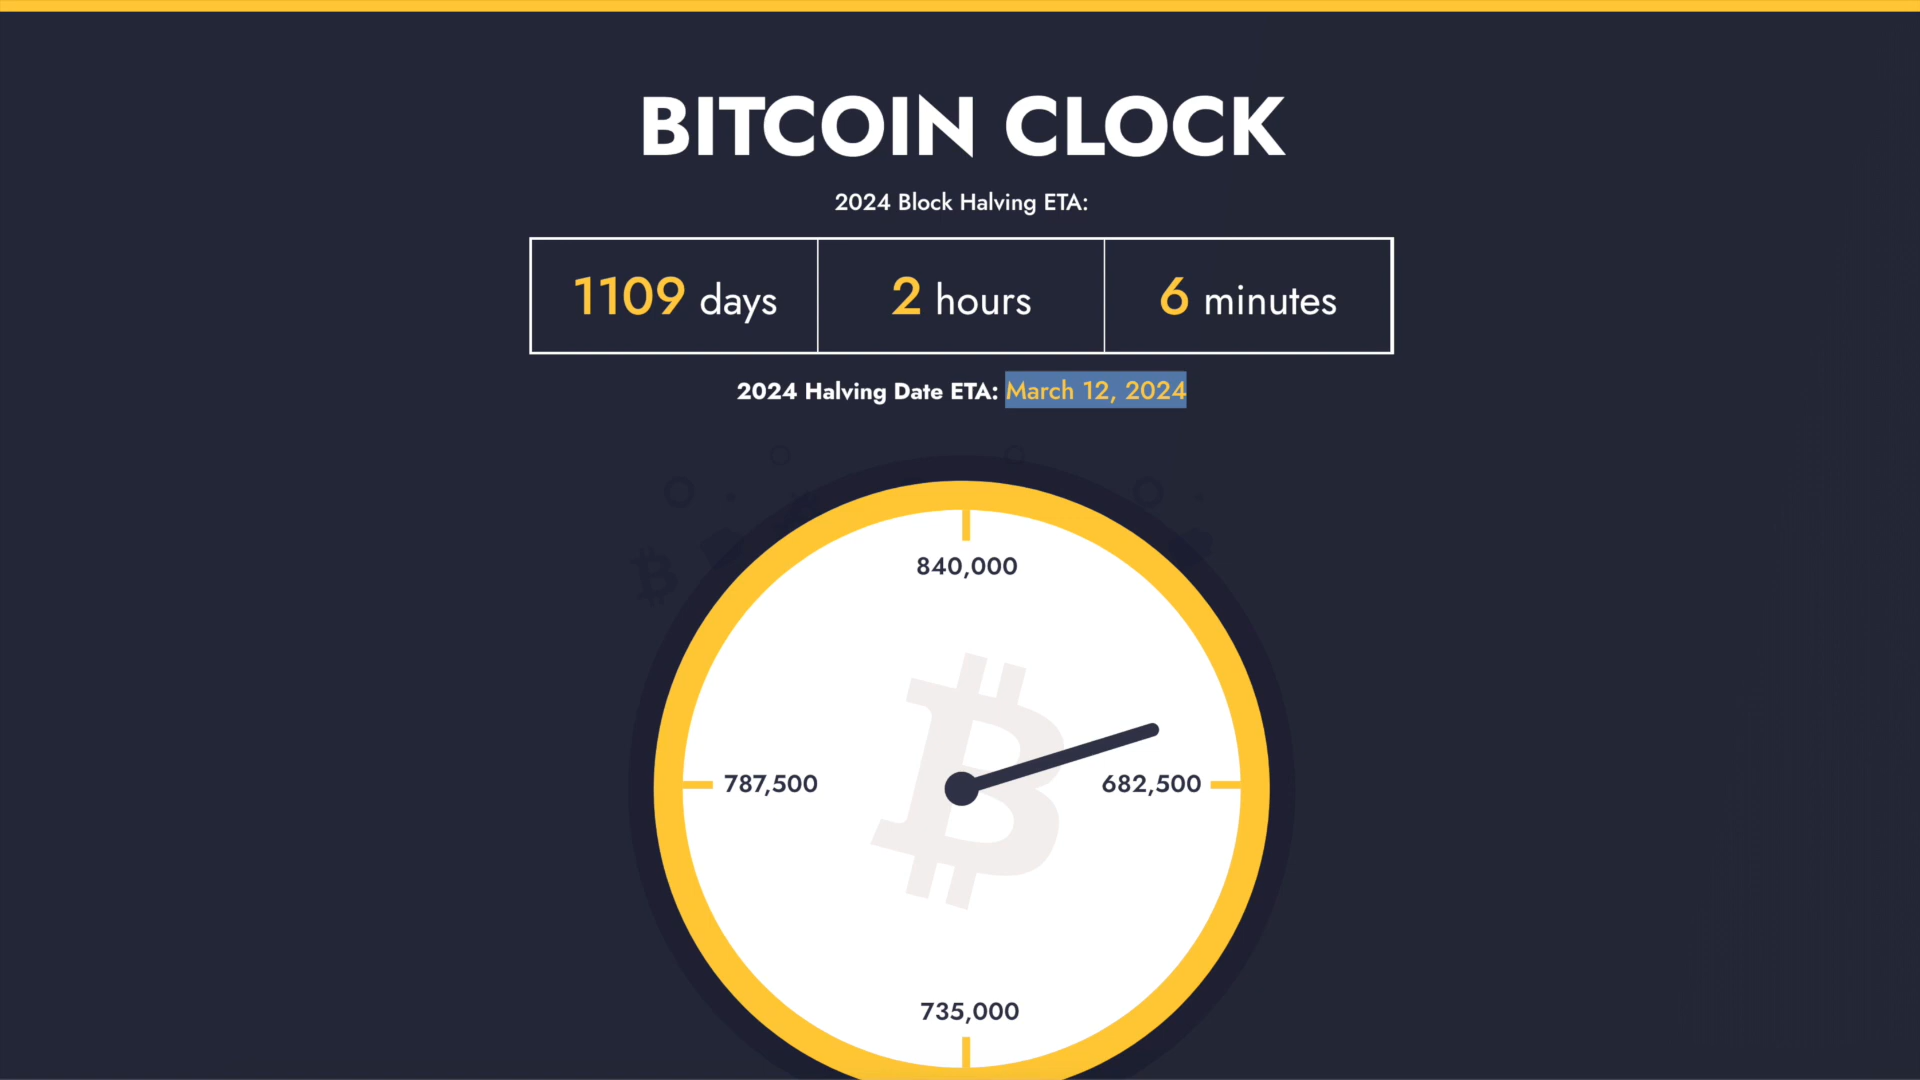 BITCOIN CLOCK
2024 Block Halving ETA:
1109 days 2 hours 6 minutes
2024 Halving Date ETA: March 12, 2024
840,000
787,500 682,500
735,000